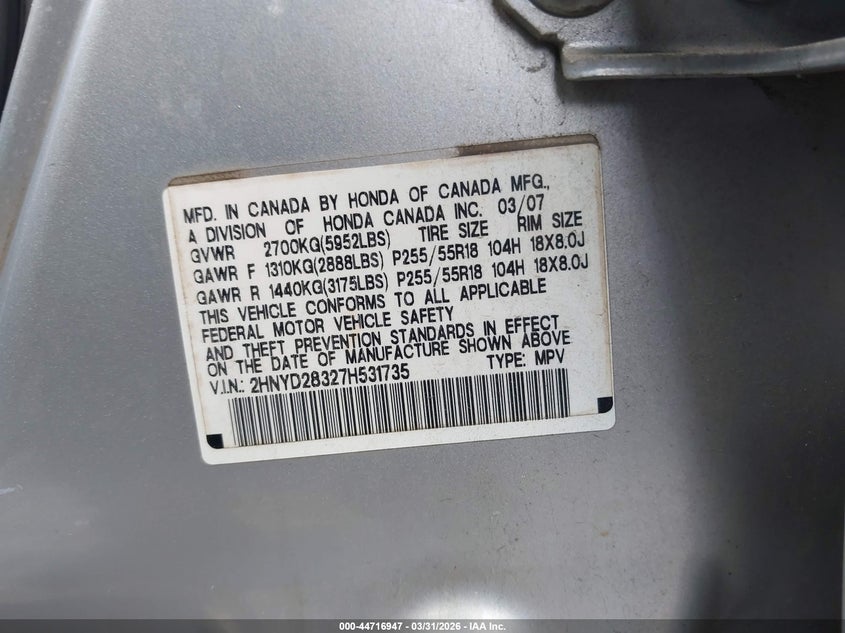 MFD. IN CANADA BY HONDA OF CANADA MFG.,
A DIVISION OF HONDA CANADA INC. 03/07
GVWR 2700KG(5952LBS) TIRE SIZE RIM SIZE
GAWR F 1310KG(2888LBS) P255/55R18 104H 18X8.0J
GAWR R 1440KG(3175LBS) P255/55R18 104H 18X8.0J
THIS VEHICLE CONFORMS TO ALL APPLICABLE
FEDERAL MOTOR VEHICLE SAFETY
AND THEFT PREVENTION STANDARDS IN EFFECT
ON THE DATE OF MANUFACTURE SHOWN ABOVE
V.I.N.: 2HNYD28327H531735 TYPE: MPV
000-44716947 - 03/31/2026 - IAA Inc.